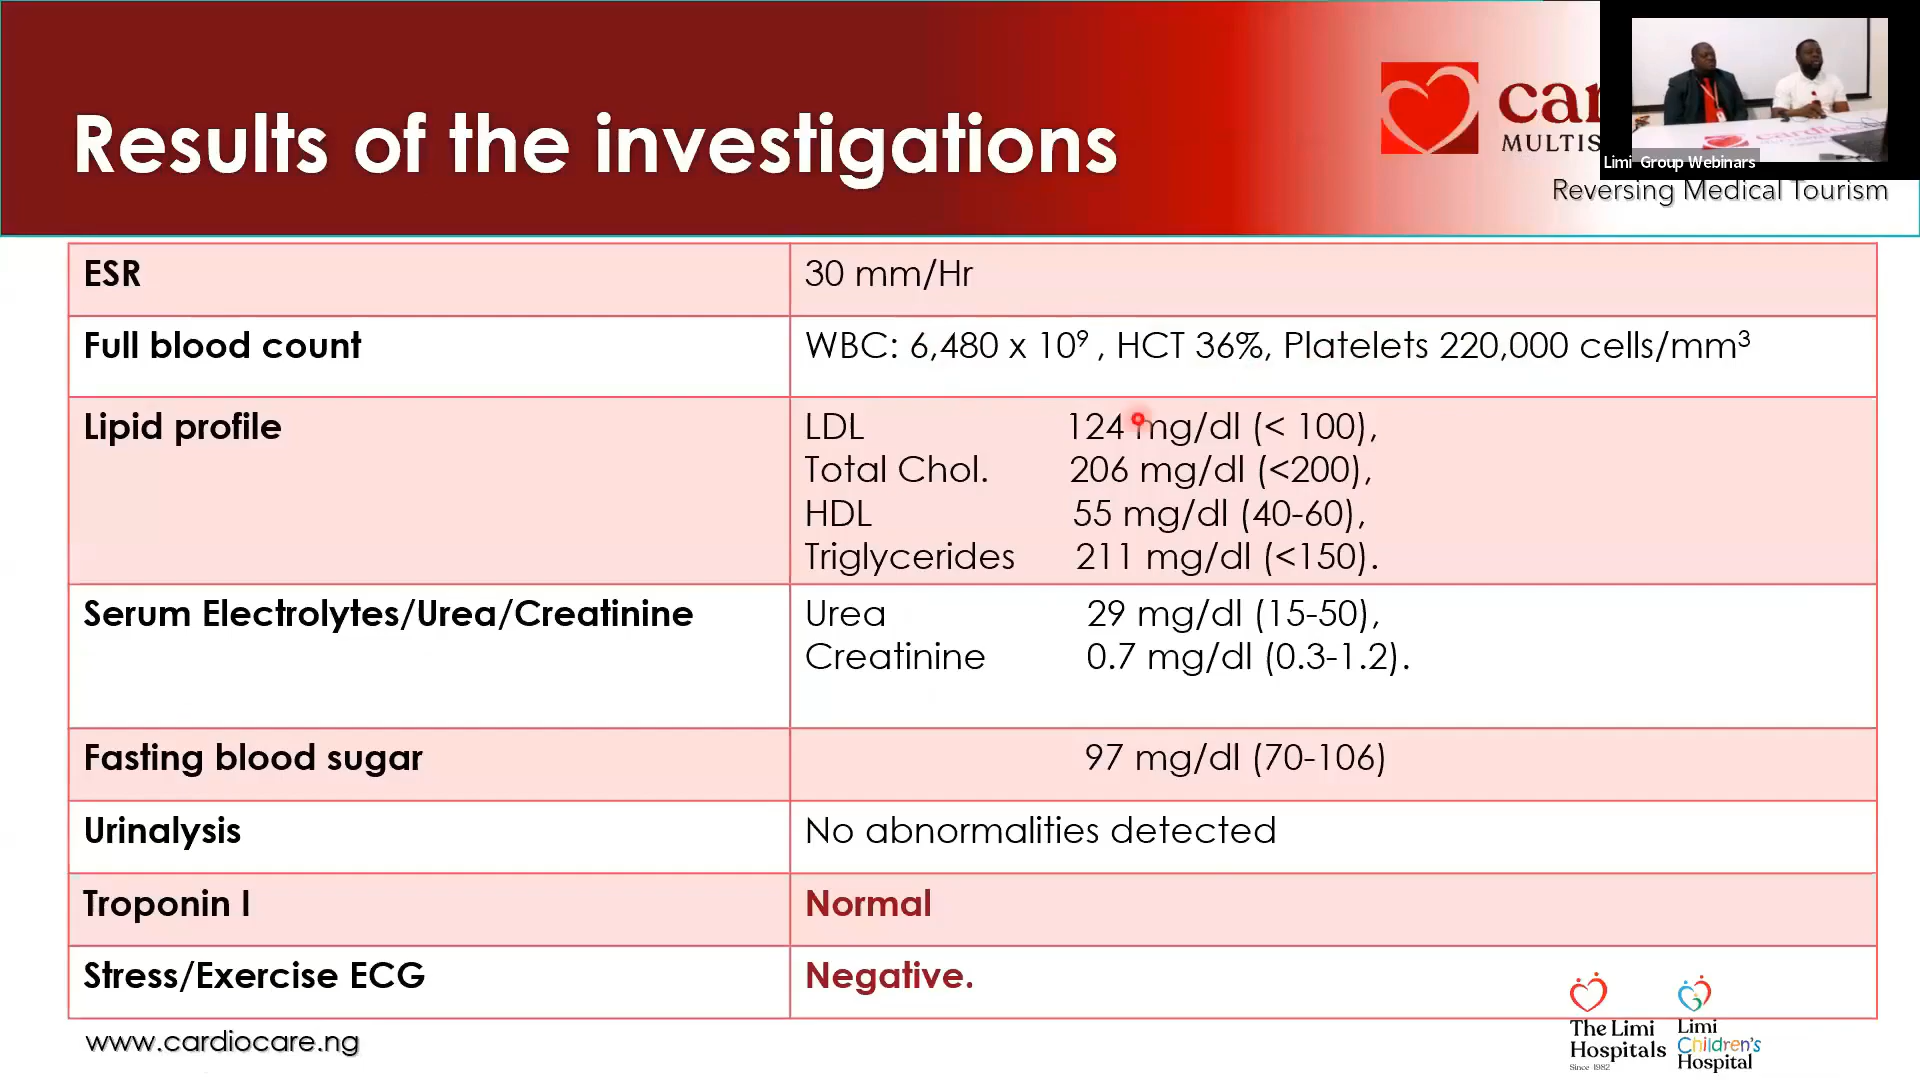 Results of the investigations
MULTIS
Limi Group Webinars
Reversing Medical Tourism
ESR 30 mm/Hr
Full blood count WBC: 6,480 x 10⁹ , HCT 36%, Platelets 220,000 cells/mm³
Lipid profile LDL 124 mg/dl (< 100),
Total Chol. 206 mg/dl (<200),
HDL 55 mg/dl (40-60),
Triglycerides 211 mg/dl (<150).
Serum Electrolytes/Urea/Creatinine Urea 29 mg/dl (15-50),
Creatinine 0.7 mg/dl (0.3-1.2).
Fasting blood sugar 97 mg/dl (70-106)
Urinalysis No abnormalities detected
Troponin I Normal
Stress/Exercise ECG Negative.
www.cardiocare.ng
The Limi
Hospitals
Since 1982
Limi
Children's
Hospital